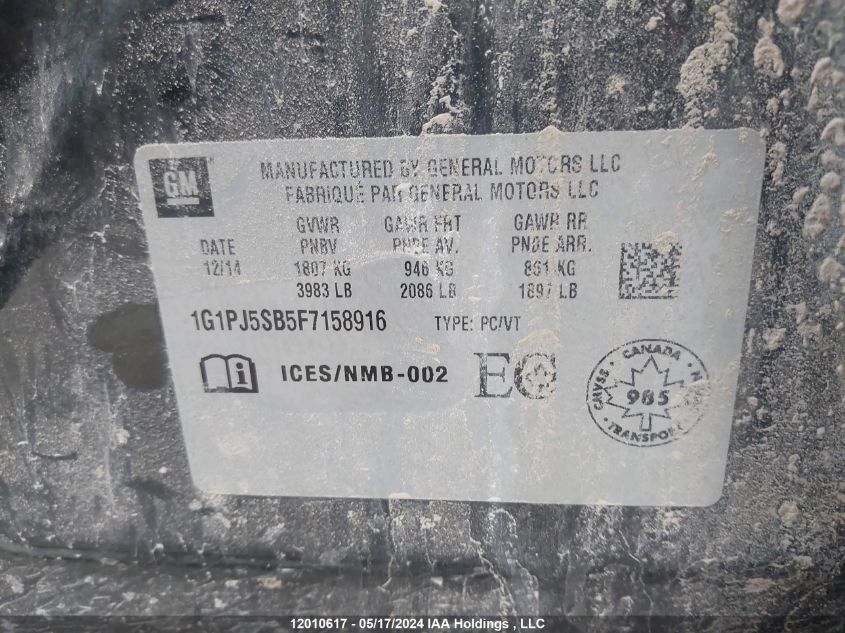 GM
MANUFACTURED BY GENERAL MOTORS LLC
FABRIQUÉ PAR GENERAL MOTORS LLC
GVWR GAWR FRT GAWR RR
DATE PNBV PNBE AV. PNBE ARR.
12/14 1807 KG 946 KG 861 KG
3983 LB 2086 LB 1897 LB
1G1PJ5SB5F7158916 TYPE: PC/VT
i ICES/NMB-002 EC
CANADA
985
TRANSPORT
12010617 - 05/17/2024 IAA Holdings , LLC